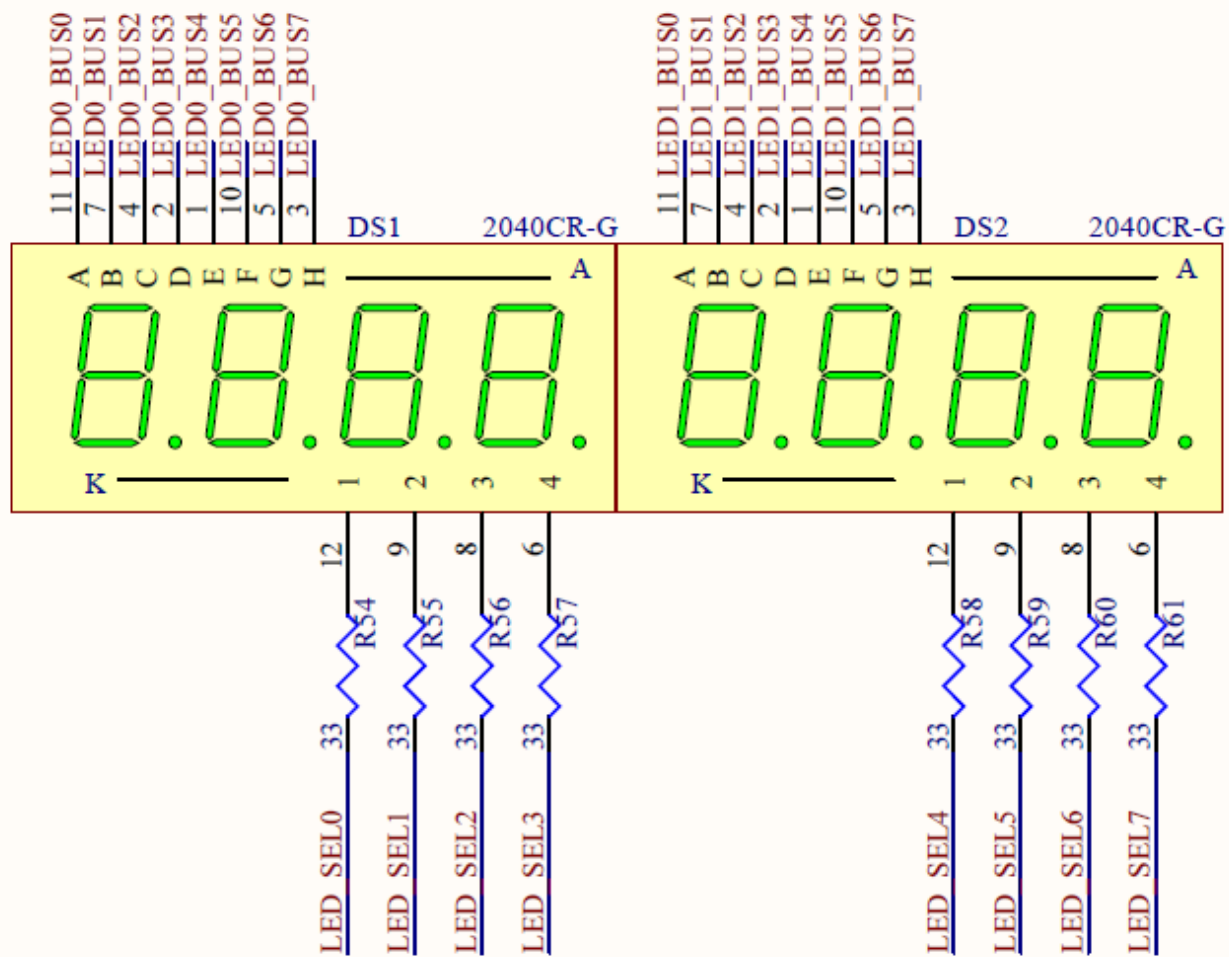 LED0_BUS0
LED0_BUS1
LED0_BUS2
LED0_BUS3
LED0_BUS4
LED0_BUS5
LED0_BUS6
LED0_BUS7
LED1_BUS0
LED1_BUS1
LED1_BUS2
LED1_BUS3
LED1_BUS4
LED1_BUS5
LED1_BUS6
LED1_BUS7
11 7 4 2 1 10 5 3
DS1 2040CR-G
11 7 4 2 1 10 5 3
DS2 2040CR-G
A B C D E F G H A
A B C D E F G H A
K 1 2 3 4
K 1 2 3 4
12 9 8 6
12 9 8 6
R54 R55 R56 R57
R58 R59 R60 R61
33 33 33 33
33 33 33 33
LED_SEL0
LED_SEL1
LED_SEL2
LED_SEL3
LED_SEL4
LED_SEL5
LED_SEL6
LED_SEL7